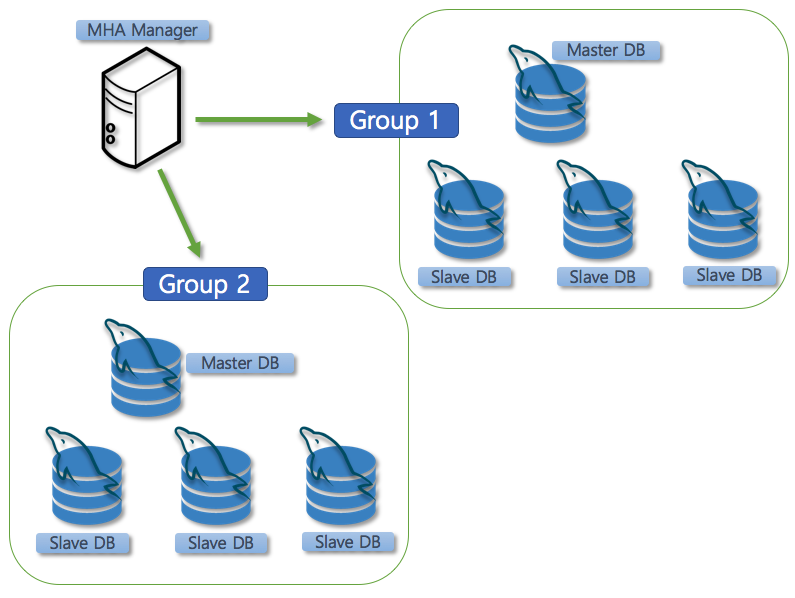 MHA Manager
Master DB
Group 1
Slave DB
Slave DB
Slave DB
Group 2
Master DB
Slave DB
Slave DB
Slave DB